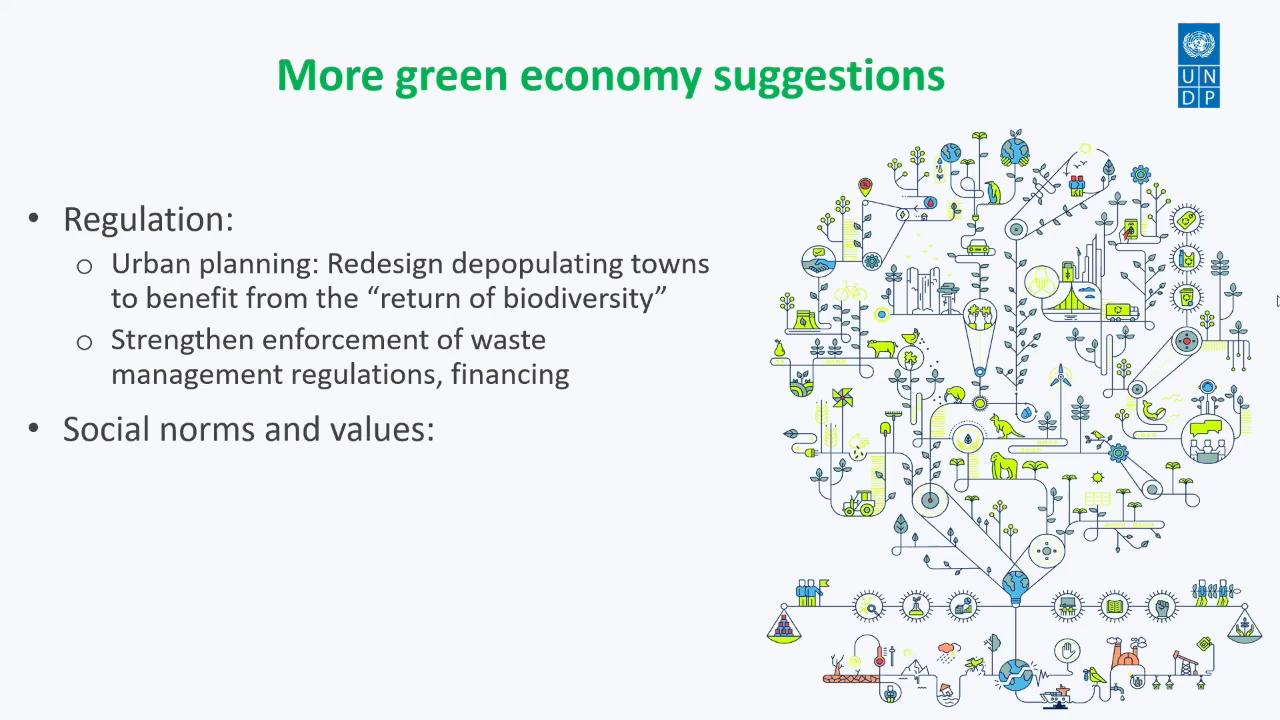 More green economy suggestions
U N
D P
• Regulation:
o Urban planning: Redesign depopulating towns
to benefit from the “return of biodiversity”
o Strengthen enforcement of waste
management regulations, financing
• Social norms and values: